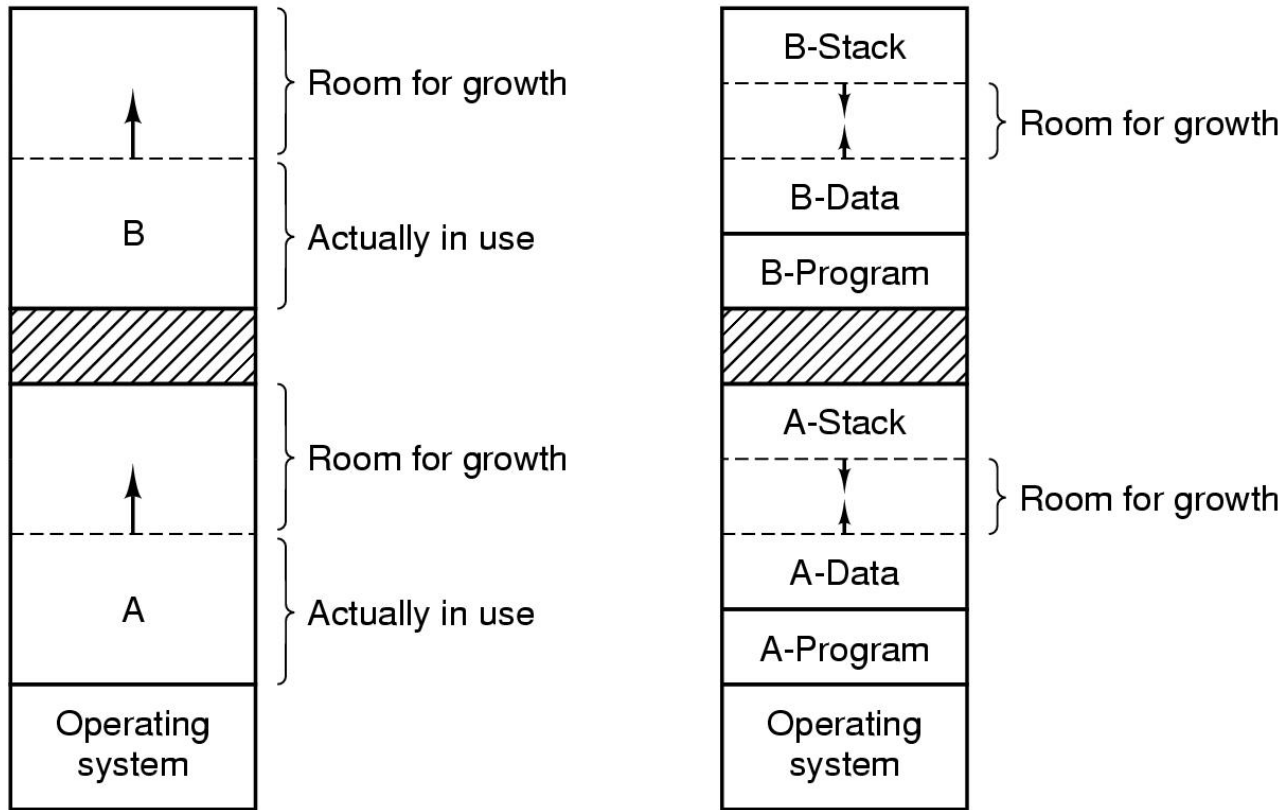 Room for growth
B
Actually in use
Room for growth
A
Actually in use
Operating
system
B-Stack
Room for growth
B-Data
B-Program
A-Stack
Room for growth
A-Data
A-Program
Operating
system